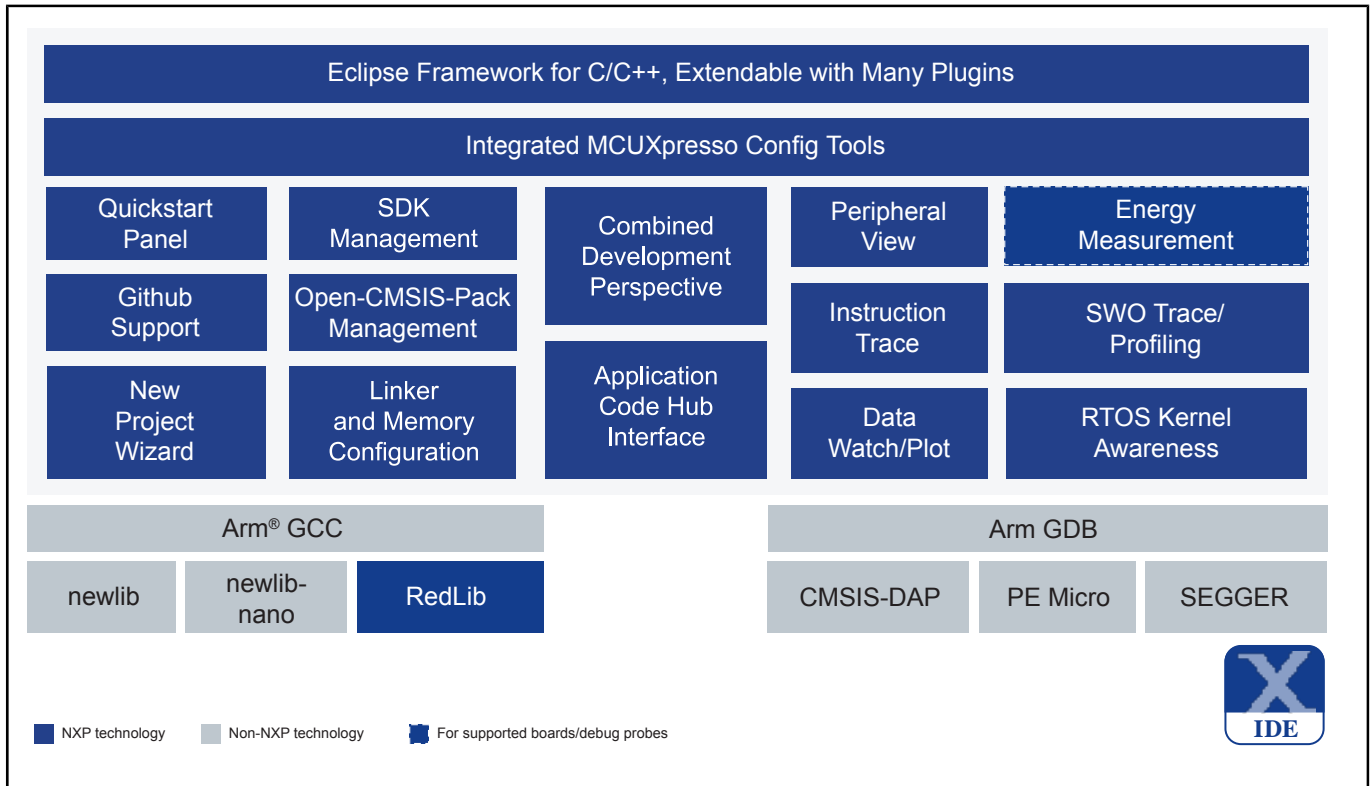 Eclipse Framework for C/C++, Extendable with Many Plugins
Integrated MCUXpresso Config Tools
Quickstart
Panel
SDK
Management
Combined
Development
Perspective
Peripheral
View
Energy
Measurement
Github
Support
Open-CMSIS-Pack
Management
Instruction
Trace
SWO Trace/
Profiling
New
Project
Wizard
Linker
and Memory
Configuration
Application
Code Hub
Interface
Data
Watch/Plot
RTOS Kernel
Awareness
Arm® GCC
Arm GDB
newlib
newlib-
nano
RedLib
CMSIS-DAP
PE Micro
SEGGER
X
IDE
NXP technology
Non-NXP technology
For supported boards/debug probes